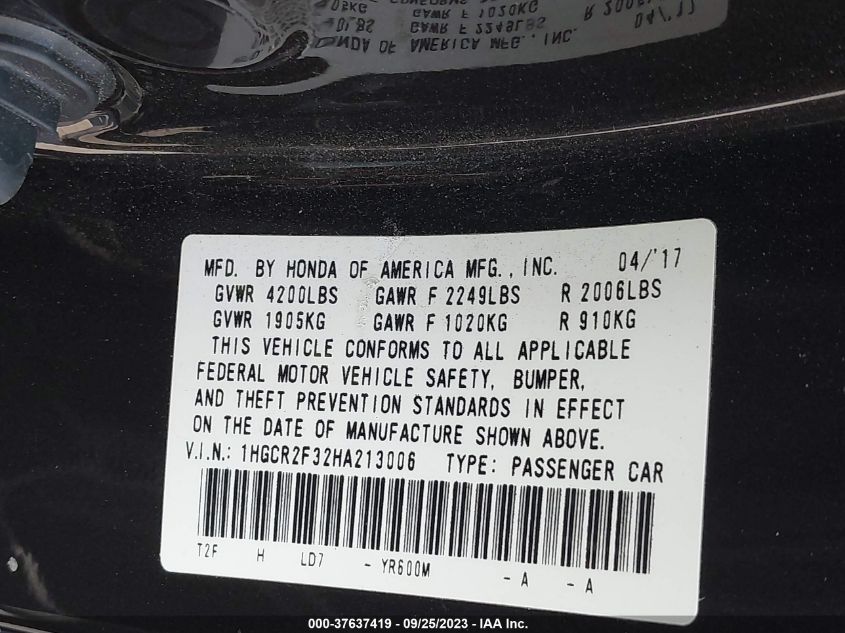 MFD. BY HONDA OF AMERICA MFG., INC. 04/'17
GVWR 4200LBS GAWR F 2249LBS R 2006LBS
GVWR 1905KG GAWR F 1020KG R 910KG
THIS VEHICLE CONFORMS TO ALL APPLICABLE
FEDERAL MOTOR VEHICLE SAFETY, BUMPER,
AND THEFT PREVENTION STANDARDS IN EFFECT
ON THE DATE OF MANUFACTURE SHOWN ABOVE.
V.I.N.: 1HGCR2F32HA213006 TYPE: PASSENGER CAR
T2F H LD7 - YR600M - A - A
000-37637419 - 09/25/2023 - IAA Inc.